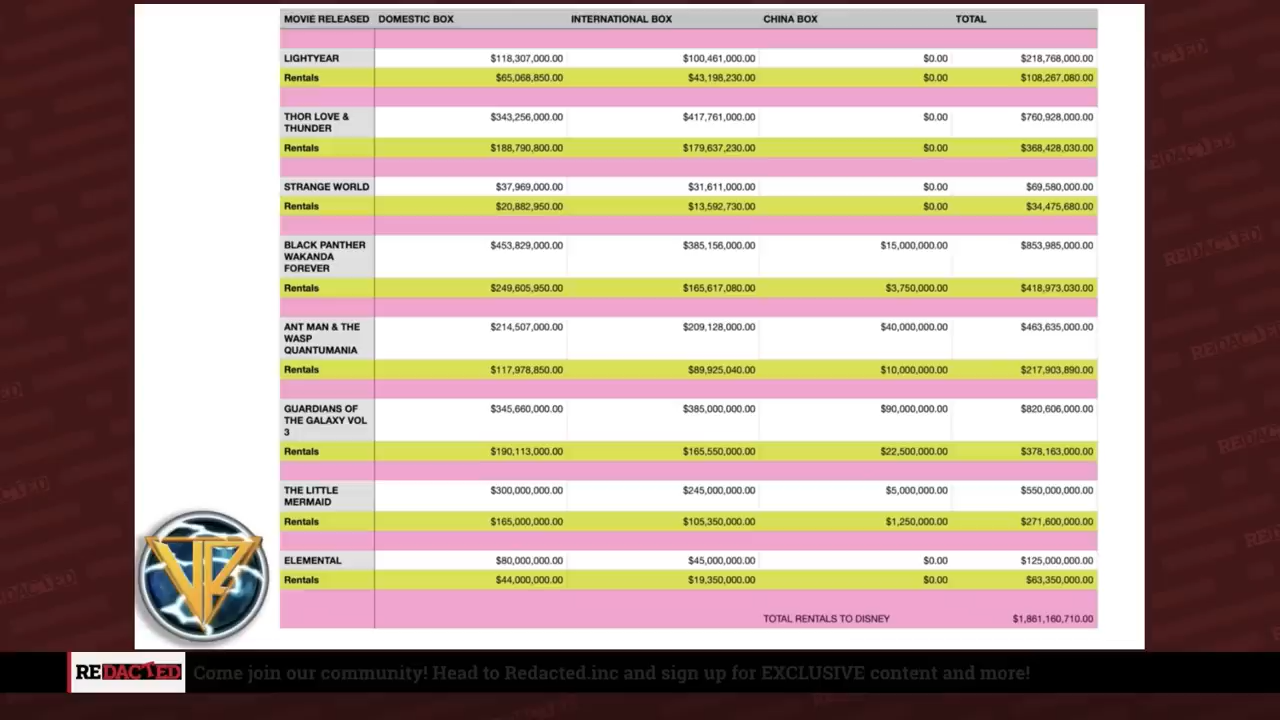 MOVIE RELEASED DOMESTIC BOX INTERNATIONAL BOX CHINA BOX TOTAL
LIGHTYEAR $118,307,000.00 $100,461,000.00 $0.00 $218,768,000.00
Rentals $65,068,850.00 $43,198,230.00 $0.00 $108,267,080.00
THOR LOVE & $343,256,000.00 $417,761,000.00 $0.00 $760,928,000.00
THUNDER
Rentals $188,790,800.00 $179,637,230.00 $0.00 $368,428,030.00
STRANGE WORLD $37,969,000.00 $31,611,000.00 $0.00 $69,580,000.00
Rentals $20,882,950.00 $13,592,730.00 $0.00 $34,475,680.00
BLACK PANTHER $453,829,000.00 $385,156,000.00 $15,000,000.00 $853,985,000.00
WAKANDA
FOREVER
Rentals $249,605,950.00 $165,617,080.00 $3,750,000.00 $418,973,030.00
ANT MAN & THE $214,507,000.00 $209,128,000.00 $40,000,000.00 $463,635,000.00
WASP
QUANTUMANIA
Rentals $117,978,850.00 $89,925,040.00 $10,000,000.00 $217,903,890.00
GUARDIANS OF $345,660,000.00 $385,000,000.00 $90,000,000.00 $820,606,000.00
THE GALAXY VOL
3
Rentals $190,113,000.00 $165,550,000.00 $22,500,000.00 $378,163,000.00
THE LITTLE $300,000,000.00 $245,000,000.00 $5,000,000.00 $550,000,000.00
MERMAID
Rentals $165,000,000.00 $105,350,000.00 $1,250,000.00 $271,600,000.00
ELEMENTAL $80,000,000.00 $45,000,000.00 $0.00 $125,000,000.00
Rentals $44,000,000.00 $19,350,000.00 $0.00 $63,350,000.00
TOTAL RENTALS TO DISNEY $1,861,160,710.00
REDACTED Come join our community! Head to Redacted.inc and sign up for EXCLUSIVE content and more!